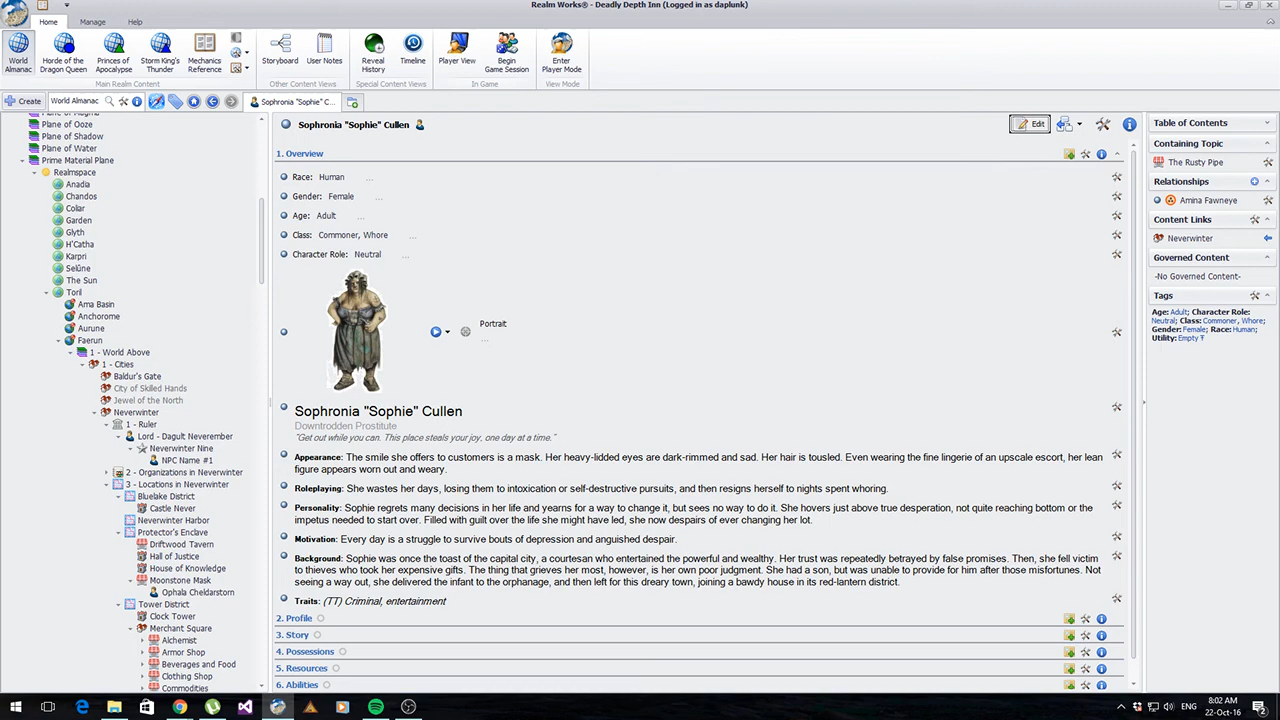 Realm Works® - Deadly Depth Inn (Logged in as daplunk)
Home
Manage
Help
World Almanac
Horde of the Dragon Queen
Princes of Apocalypse
Storm King's Thunder
Mechanics Reference
Storyboard
User Notes
Reveal History
Timeline
Player View
Begin Game Session
Enter Player Mode
Main Realm Content
Other Content Views
Special Content Views
In Game
View Mode
Create
World Almanac
Sophronia "Sophie" C...
Plane of Ooze
Plane of Shadow
Plane of Water
Prime Material Plane
Realmspace
Anadia
Chandos
Coliar
Garden
Glyth
H'Catha
Karpri
Selûne
The Sun
Toril
Ama Basin
Anchorome
Aurune
Faerun
1 - World Above
1 - Cities
Baldur's Gate
City of Skilled Hands
Jewel of the North
Neverwinter
1 - Ruler
Lord - Dagult Neverember
Neverwinter Nine
NPC Name #1
2 - Organizations in Neverwinter
3 - Locations in Neverwinter
Bluelake District
Castle Never
Neverwinter Harbor
Protector's Enclave
Driftwood Tavern
Hall of Justice
House of Knowledge
Moonstone Mask
Ophala Cheldarstorn
Tower District
Clock Tower
Merchant Square
Alchemist
Armor Shop
Beverages and Food
Clothing Shop
Commodities
Sophronia "Sophie" Cullen
Edit
1. Overview
Race: Human ...
Gender: Female ...
Age: Adult ...
Class: Commoner, Whore ...
Character Role: Neutral ...
Portrait
...
Sophronia "Sophie" Cullen
Downtrodden Prostitute
"Get out while you can. This place steals your joy, one day at a time."
Appearance: The smile she offers to customers is a mask. Her heavy-lidded eyes are dark-rimmed and sad. Her hair is tousled. Even wearing the fine lingerie of an upscale escort, her lean
figure appears worn out and weary.
Roleplaying: She wastes her days, losing them to intoxication or self-destructive pursuits, and then resigns herself to nights spent whoring.
Personality: Sophie regrets many decisions in her life and yearns for a way to change it, but sees no way to do it. She hovers just above true desperation, not quite reaching bottom or the
impetus needed to start over. Filled with guilt over the life she might have led, she now despairs of ever changing her lot.
Motivation: Every day is a struggle to survive bouts of depression and anguished despair.
Background: Sophie was once the toast of the capital city, a courtesan who entertained the powerful and wealthy. Her trust was repeatedly betrayed by false promises. Then, she fell victim
to thieves who took her expensive gifts. The thing that grieves her most, however, is her own poor judgment. She had a son, but was unable to provide for him after those misfortunes. Not
seeing a way out, she delivered the infant to the orphanage, and then left for this dreary town, joining a bawdy house in its red-lantern district.
Traits: (TT) Criminal, entertainment
2. Profile
3. Story
4. Possessions
5. Resources
6. Abilities
Table of Contents
Containing Topic
The Rusty Pipe
Relationships
Amina Fawneye
Content Links
Neverwinter
Governed Content
-No Governed Content-
Tags
Age: Adult; Character Role:
Neutral; Class: Commoner, Whore;
Gender: Female; Race: Human;
Utility: Empty
8:02 AM
22-Oct-16